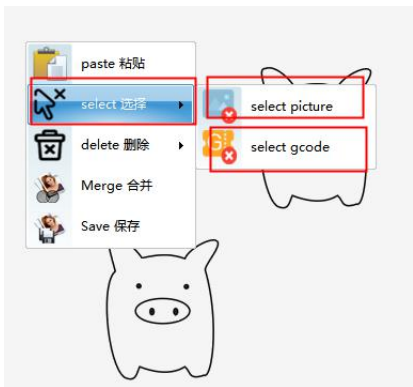 paste 粘贴
select 选择
select picture
delete 删除
select gcode
G
Merge 合并
Save 保存